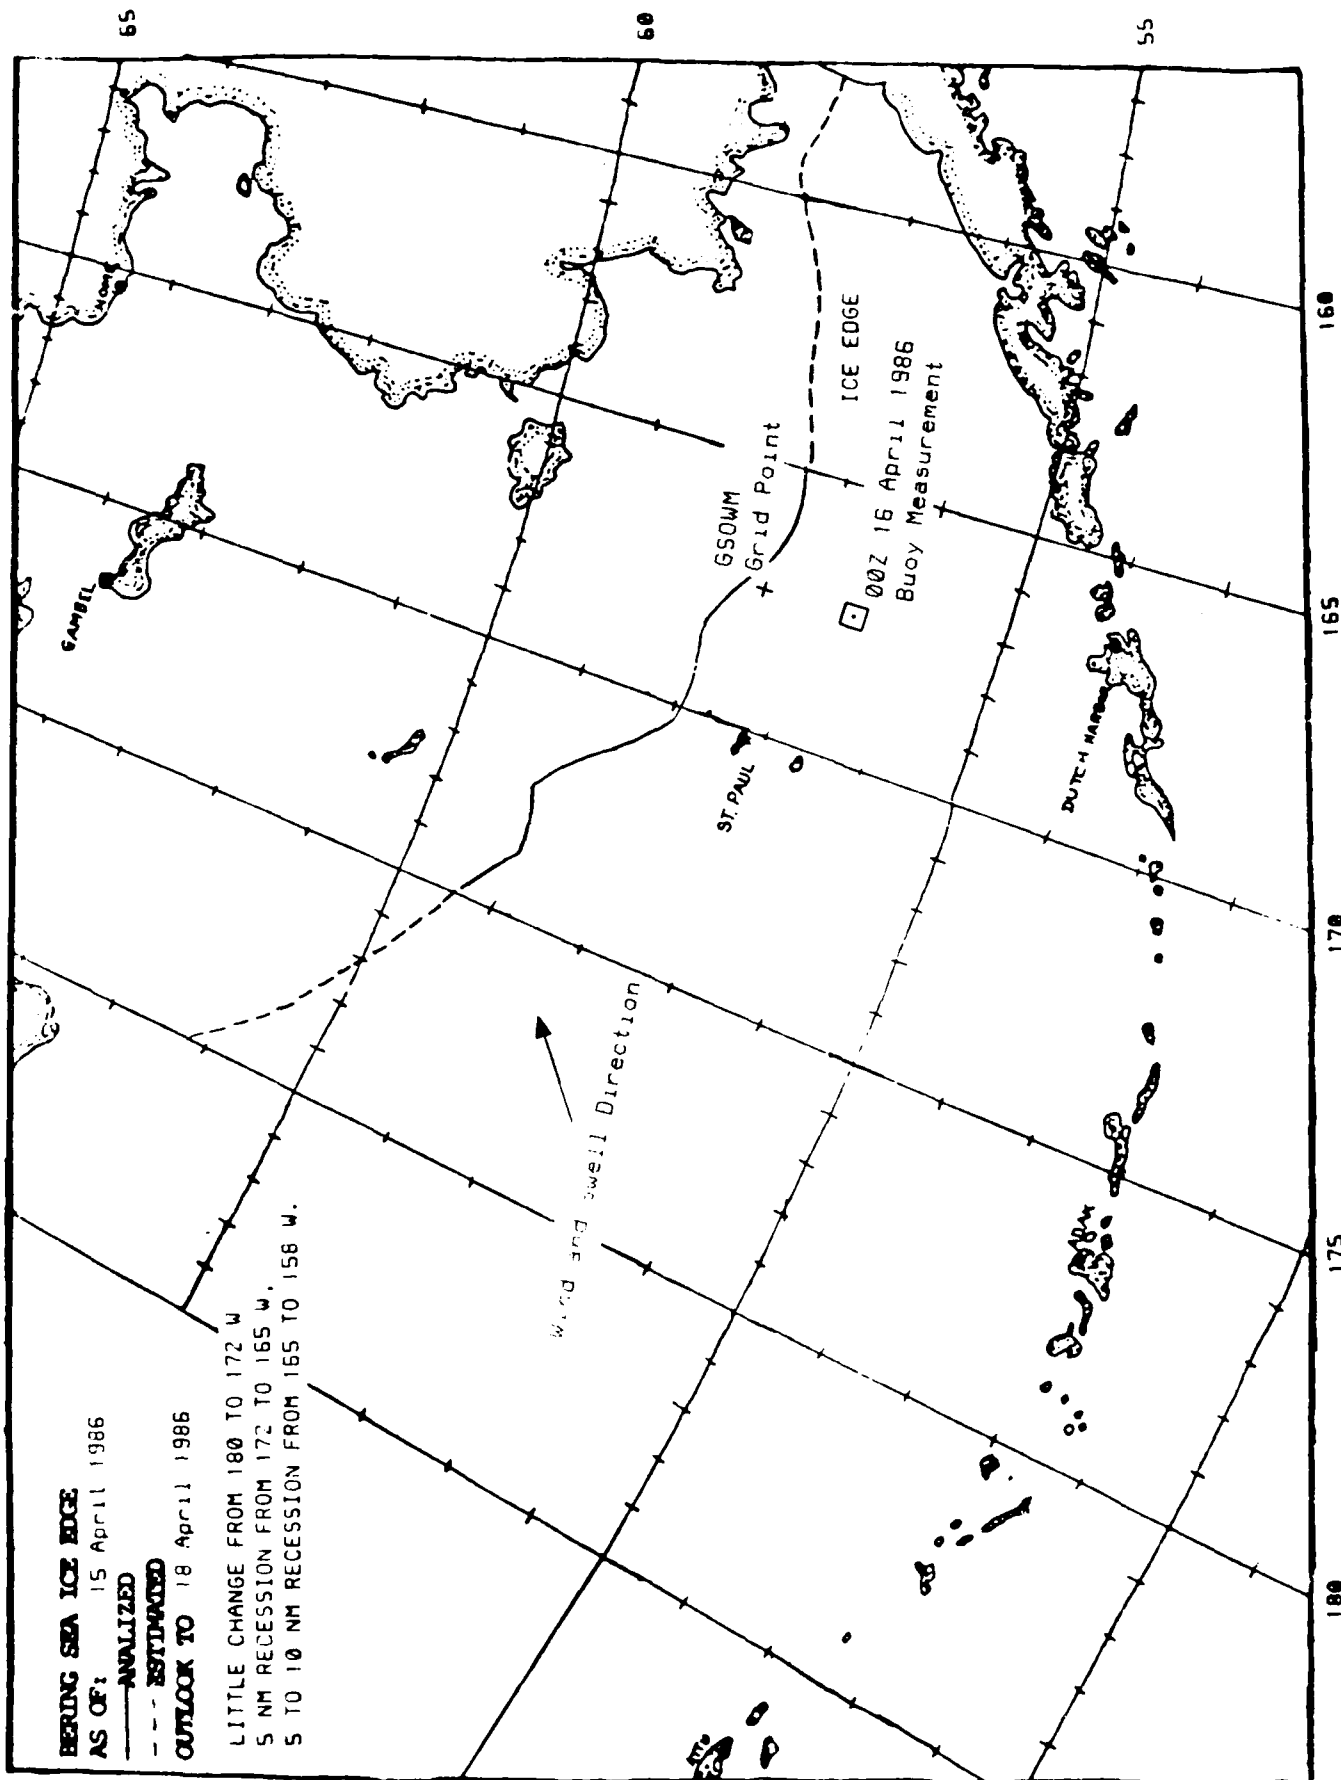 BERING SEA ICE EDGE
AS OF: 15 April 1986
ANALIZED
--- ESTIMATED
OUTLOOK TO 18 April 1986
LITTLE CHANGE FROM 180 TO 172 W
5 NM RECESSION FROM 172 TO 165 W.
5 TO 10 NM RECESSION FROM 165 TO 158 W.
65
60
55
NOME
GAMBEL
ICE EDGE
GSOWM
Grid Point
00Z 16 April 1986
Buoy Measurement
ST. PAUL
Wind and Swell Direction
DUTCH HARBOR
ADAK
ATTU
180
175
170
165
160